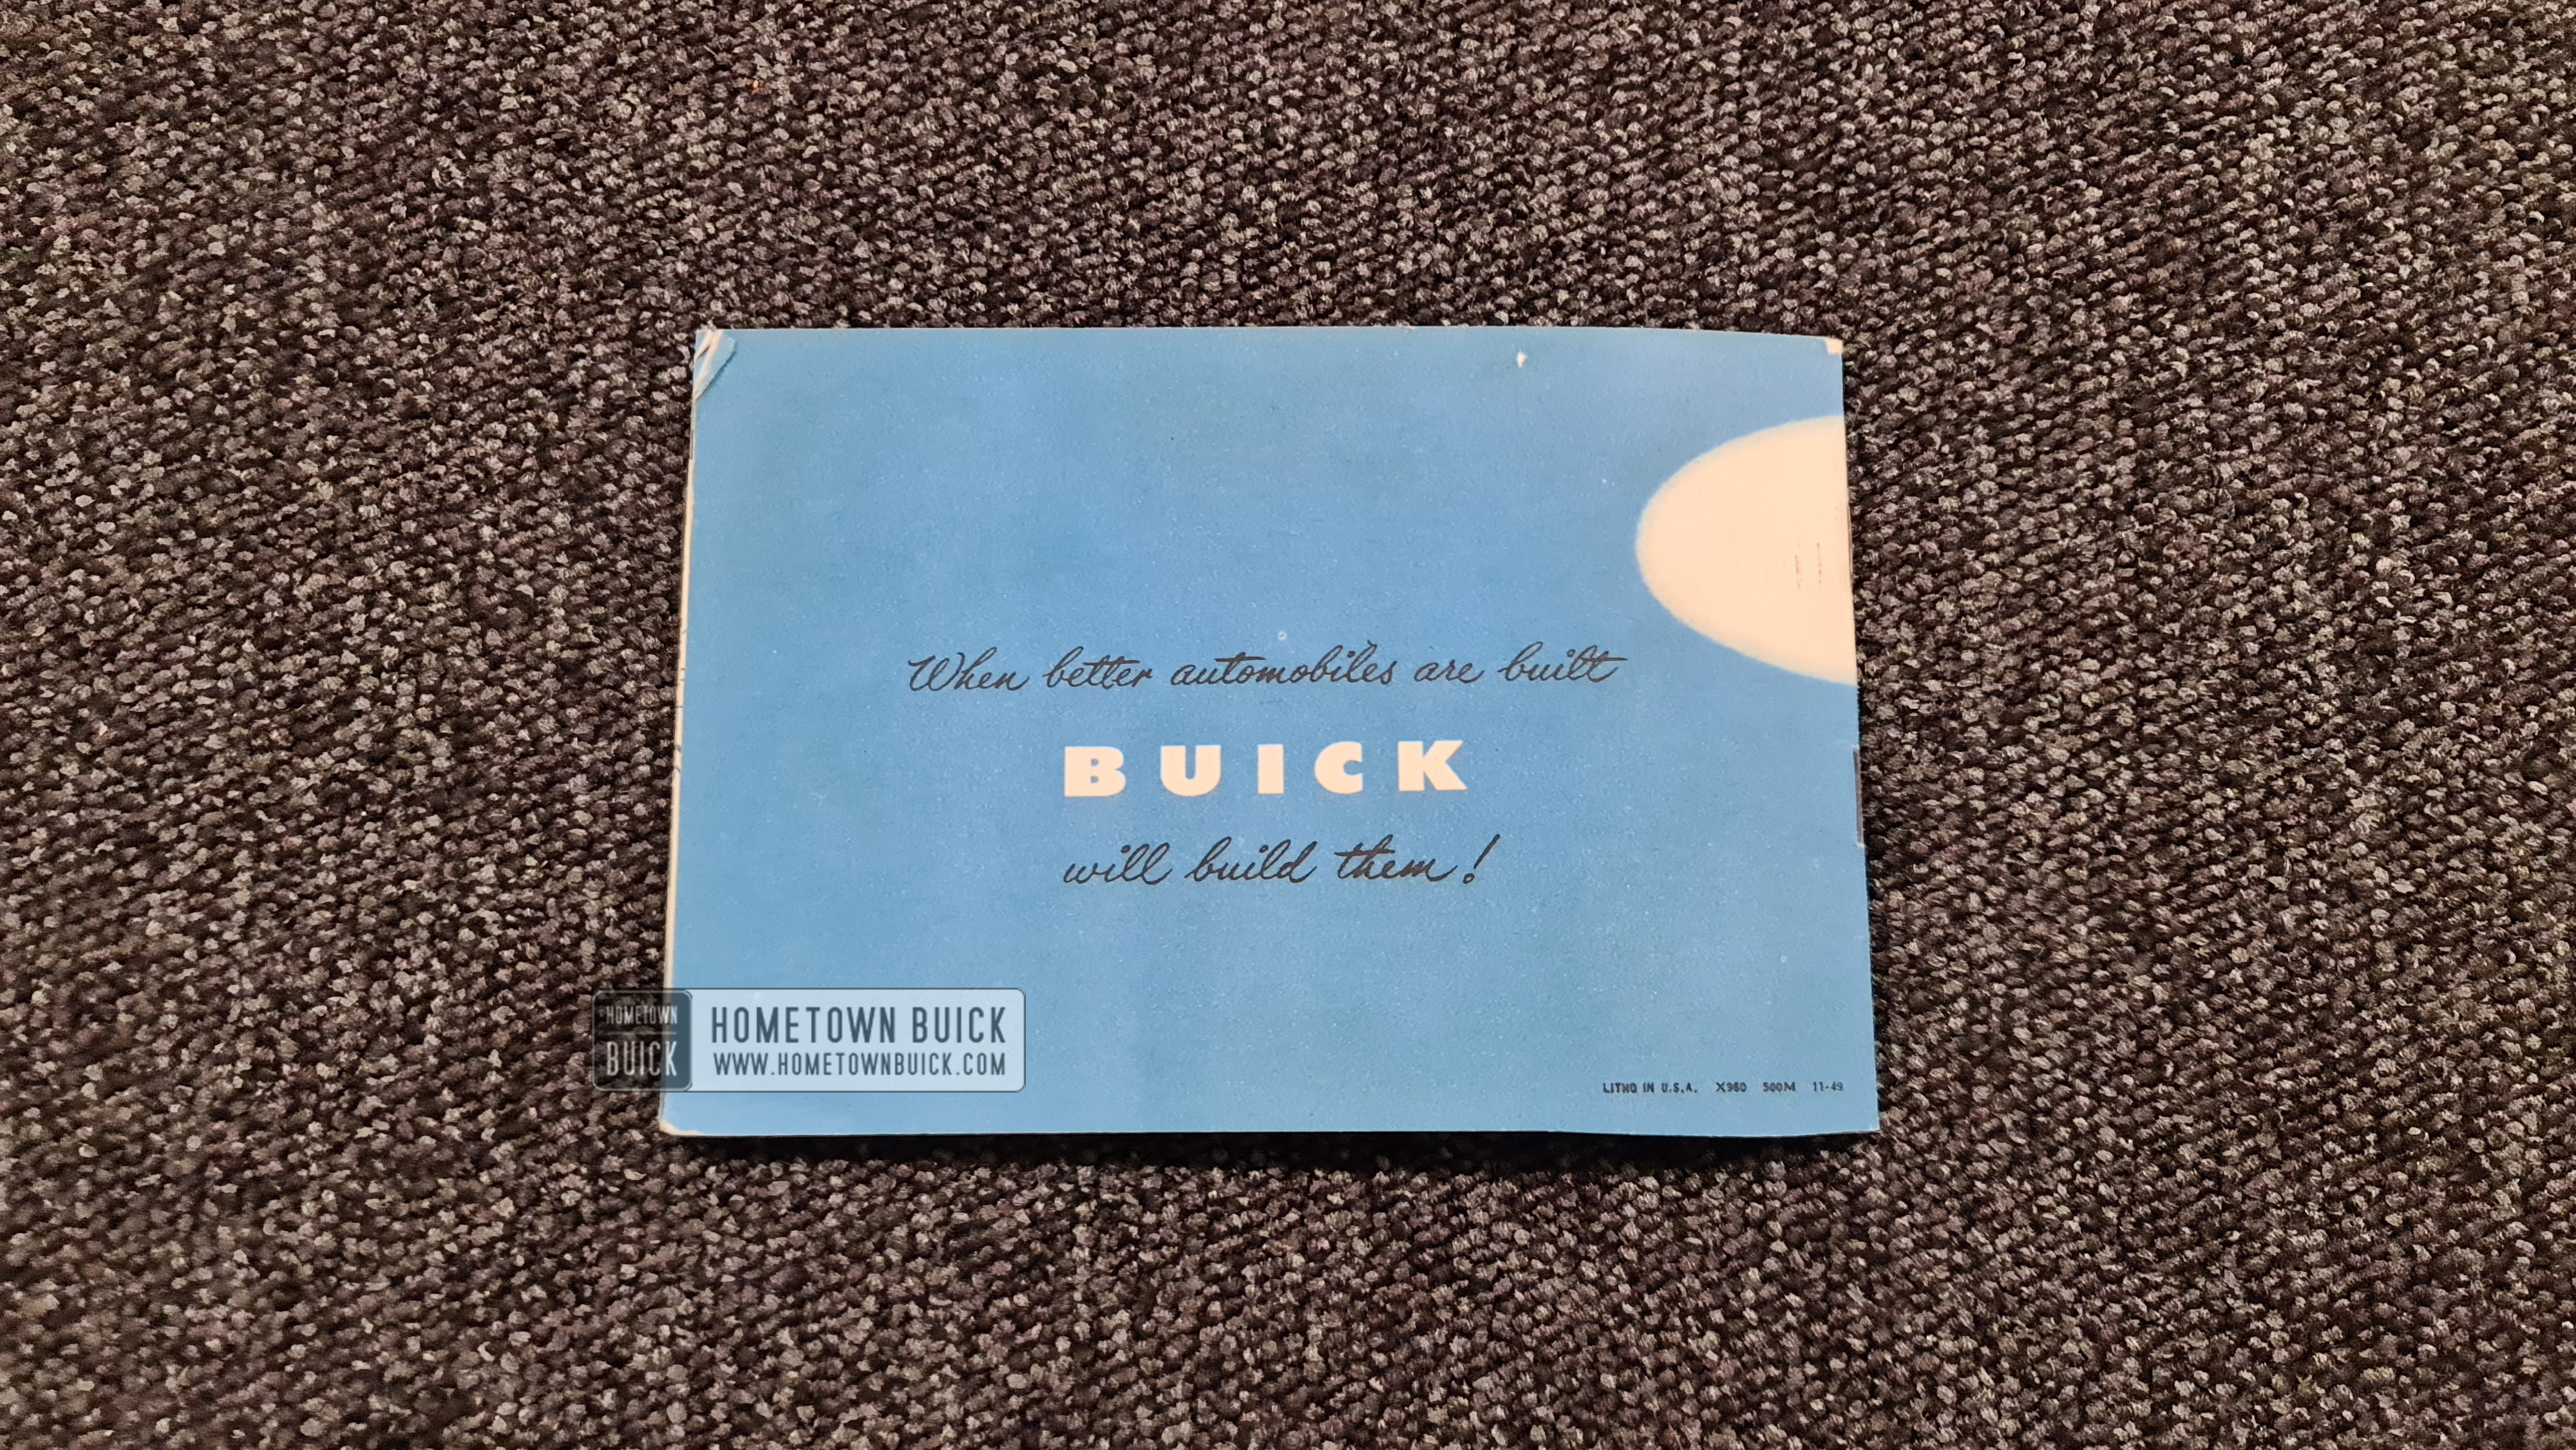 When better automobiles are built
BUICK
will build them!
HOMETOWN
BUICK
HOMETOWN BUICK
WWW.HOMETOWNBUICK.COM
LITHO IN U.S.A. X980 500M 11-49